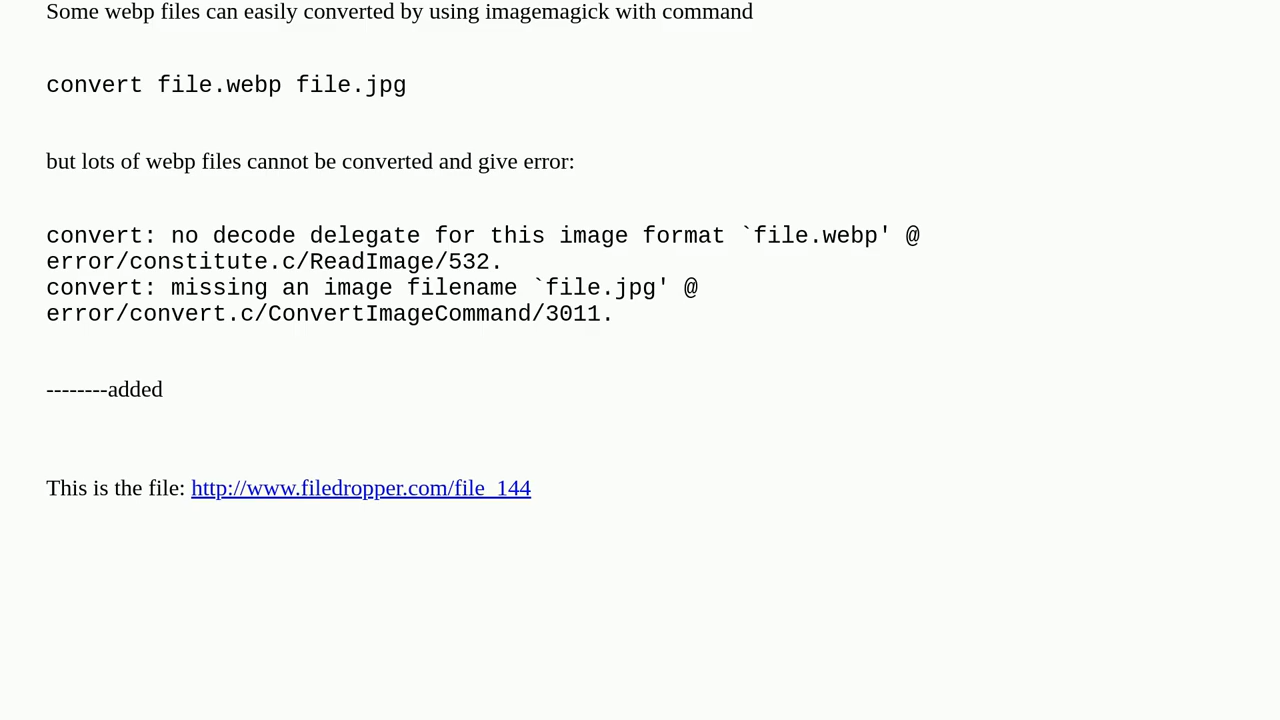 Some webp files can easily converted by using imagemagick with command
convert file.webp file.jpg
but lots of webp files cannot be converted and give error:
convert: no decode delegate for this image format `file.webp' @
error/constitute.c/ReadImage/532.
convert: missing an image filename `file.jpg' @
error/convert.c/ConvertImageCommand/3011.
--------added
This is the file: http://www.filedropper.com/file_144